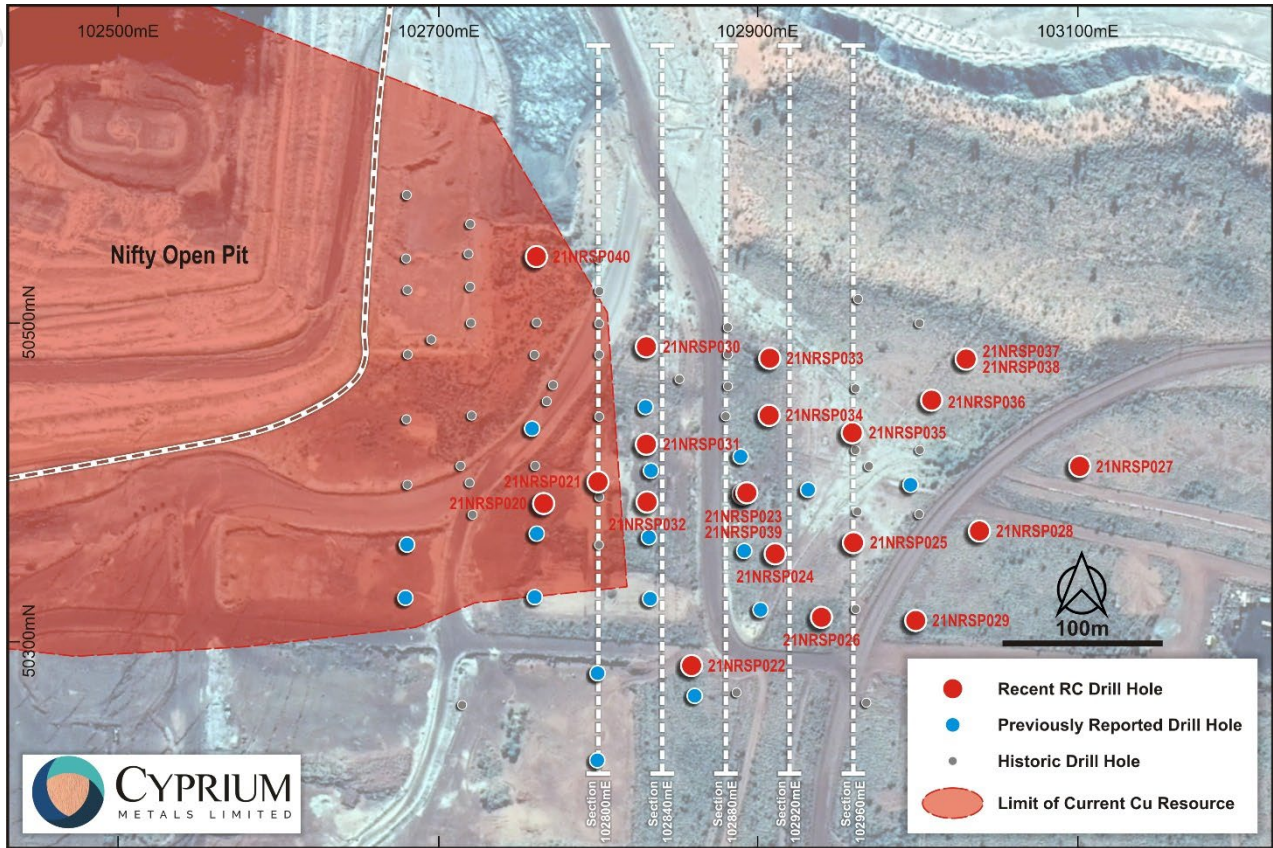 102500mE
102700mE
102900mE
103100mE
Nifty Open Pit
50500mN
50300mN
21NRSP040
21NRSP030
21NRSP033
21NRSP037
21NRSP038
21NRSP036
21NRSP034
21NRSP035
21NRSP031
21NRSP027
21NRSP021
21NRSP020
21NRSP032
21NRSP023
21NRSP039
21NRSP028
21NRSP025
21NRSP024
21NRSP026
21NRSP029
21NRSP022
100m
Section
102800mE
Section
102840mE
Section
102880mE
Section
102920mE
Section
102960mE
Recent RC Drill Hole
Previously Reported Drill Hole
Historic Drill Hole
Limit of Current Cu Resource
CYPRIUM
METALS LIMITED